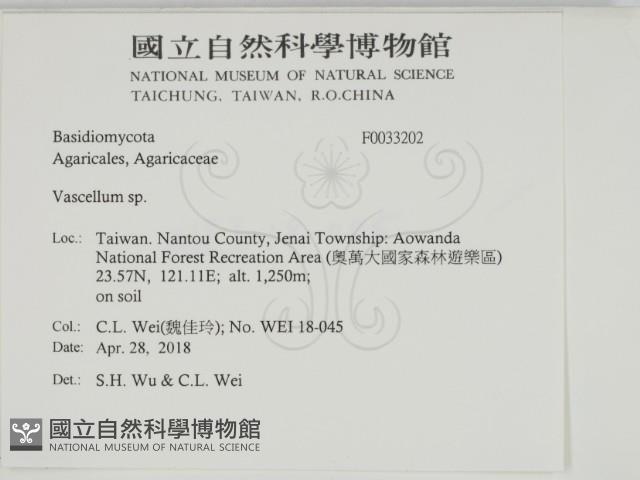 國立自然科學博物館
NATIONAL MUSEUM OF NATURAL SCIENCE
TAICHUNG, TAIWAN, R.O.CHINA
Basidiomycota F0033202
Agaricales, Agaricaceae
Vascellum sp.
Loc.: Taiwan. Nantou County, Jenai Township: Aowanda
National Forest Recreation Area (奧萬大國家森林遊樂區)
23.57N, 121.11E; alt. 1,250m;
on soil
Col.: C.L. Wei(魏佳玲); No. WEI 18-045
Date: Apr. 28, 2018
Det.: S.H. Wu & C.L. Wei
國立自然科學博物館
NATIONAL MUSEUM OF NATURAL SCIENCE